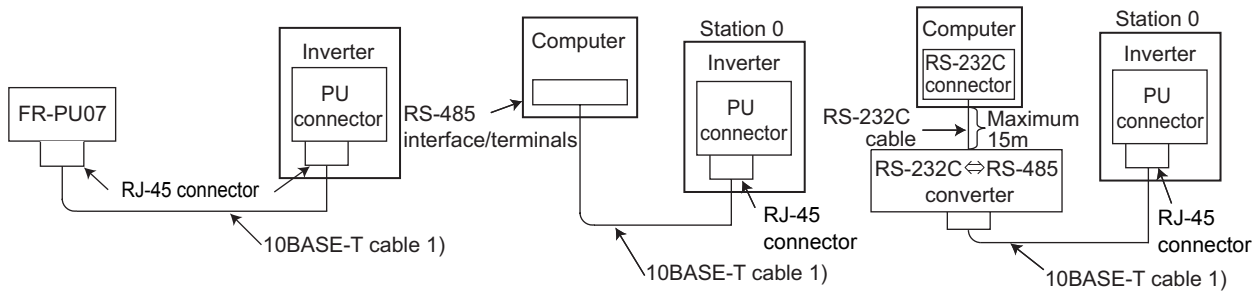 FR-PU07
Inverter
PU
connector
RJ-45 connector
10BASE-T cable 1)
Computer
RS-485
interface/terminals
Station 0
Inverter
PU
connector
RJ-45
connector
10BASE-T cable 1)
Computer
RS-232C
connector
RS-232C
cable
Maximum
15m
RS-232C⇔RS-485
converter
Station 0
Inverter
PU
connector
RJ-45
connector
10BASE-T cable 1)